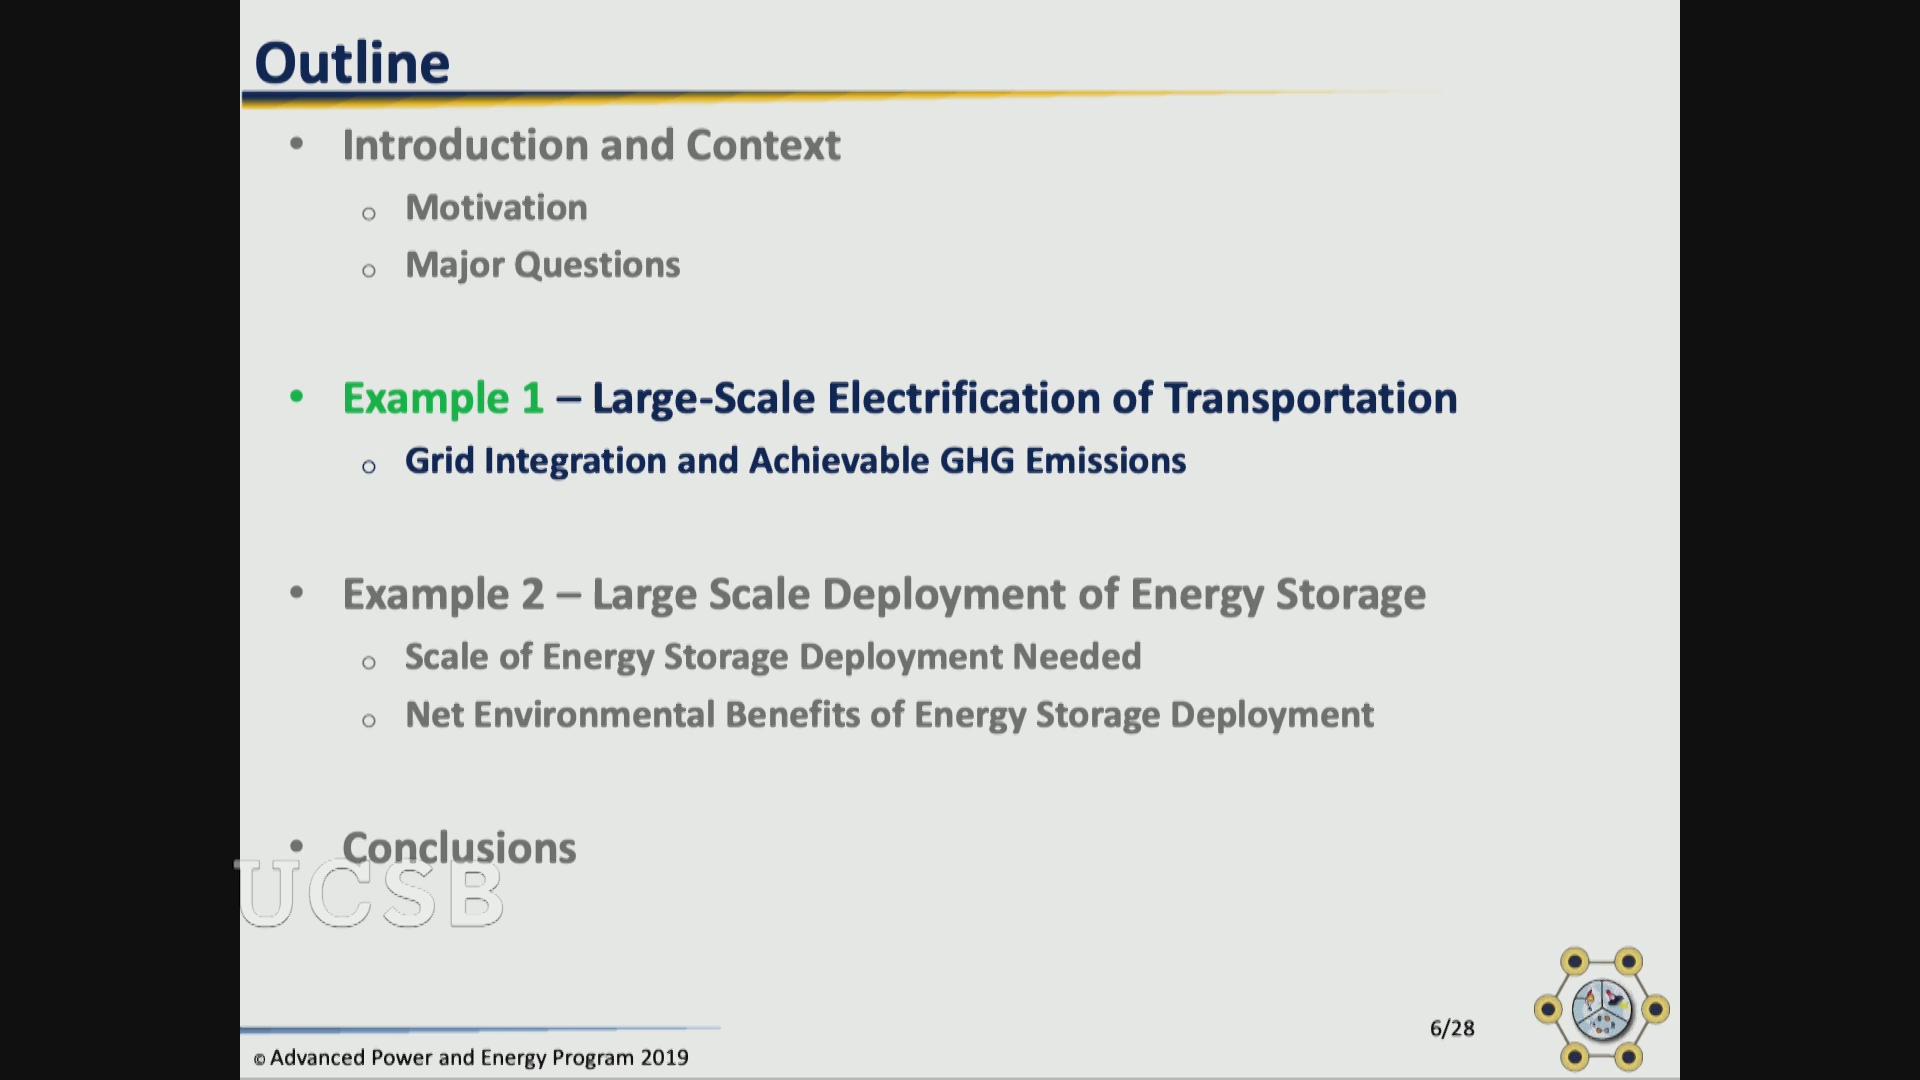 Outline
• Introduction and Context
○ Motivation
○ Major Questions
• Example 1 – Large-Scale Electrification of Transportation
○ Grid Integration and Achievable GHG Emissions
• Example 2 – Large Scale Deployment of Energy Storage
○ Scale of Energy Storage Deployment Needed
○ Net Environmental Benefits of Energy Storage Deployment
• Conclusions
UCSB
6/28
© Advanced Power and Energy Program 2019